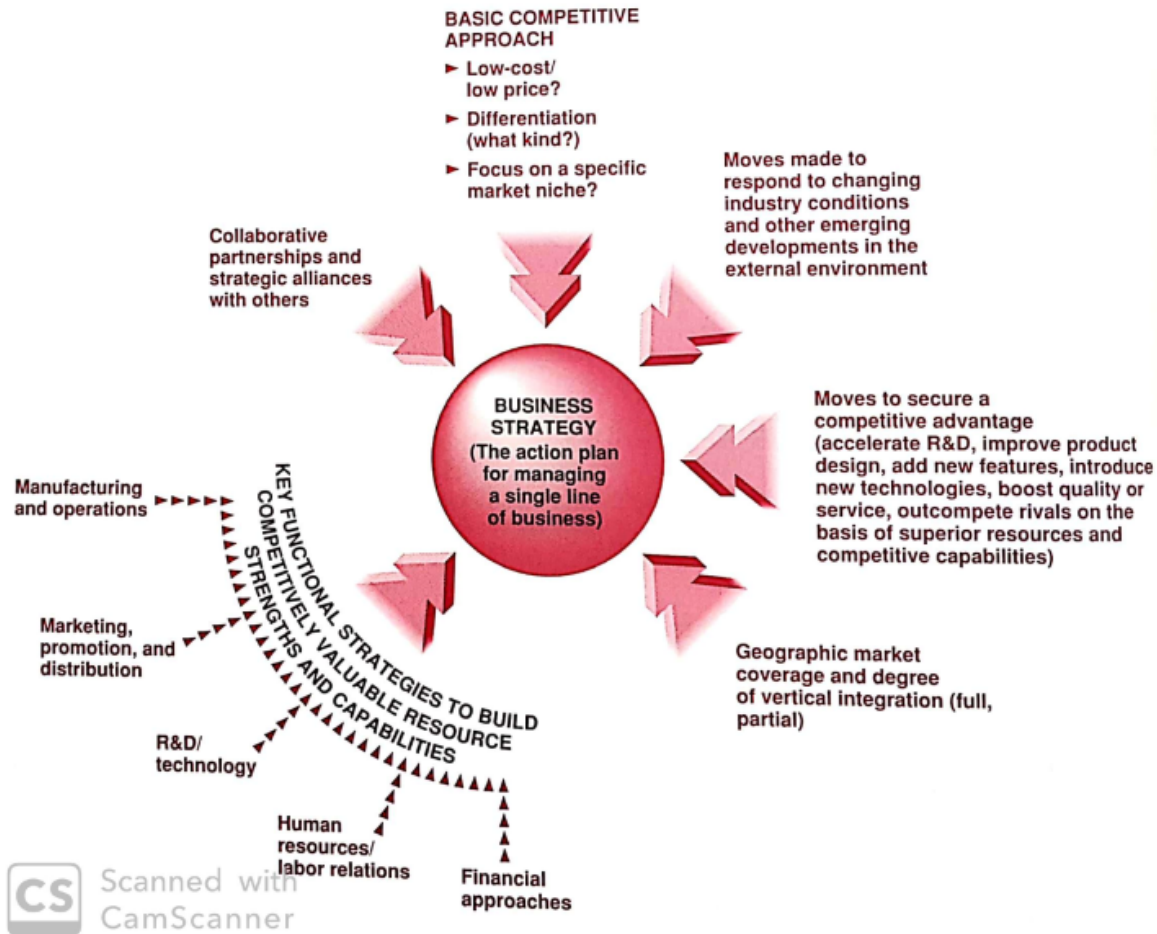 BASIC COMPETITIVE
APPROACH
► Low-cost/
low price?
► Differentiation
(what kind?)
► Focus on a specific
market niche?
Moves made to
respond to changing
industry conditions
and other emerging
developments in the
external environment
Collaborative
partnerships and
strategic alliances
with others
BUSINESS
STRATEGY
(The action plan
for managing
a single line
of business)
Moves to secure a
competitive advantage
(accelerate R&D, improve product
design, add new features, introduce
new technologies, boost quality or
service, outcompete rivals on the
basis of superior resources and
competitive capabilities)
Geographic market
coverage and degree
of vertical integration (full,
partial)
KEY FUNCTIONAL STRATEGIES TO BUILD
COMPETITIVELY VALUABLE RESOURCE
STRENGTHS AND CAPABILITIES
Manufacturing
and operations
Marketing,
promotion, and
distribution
R&D/
technology
Human
resources/
labor relations
Financial
approaches
CS
Scanned with
CamScanner